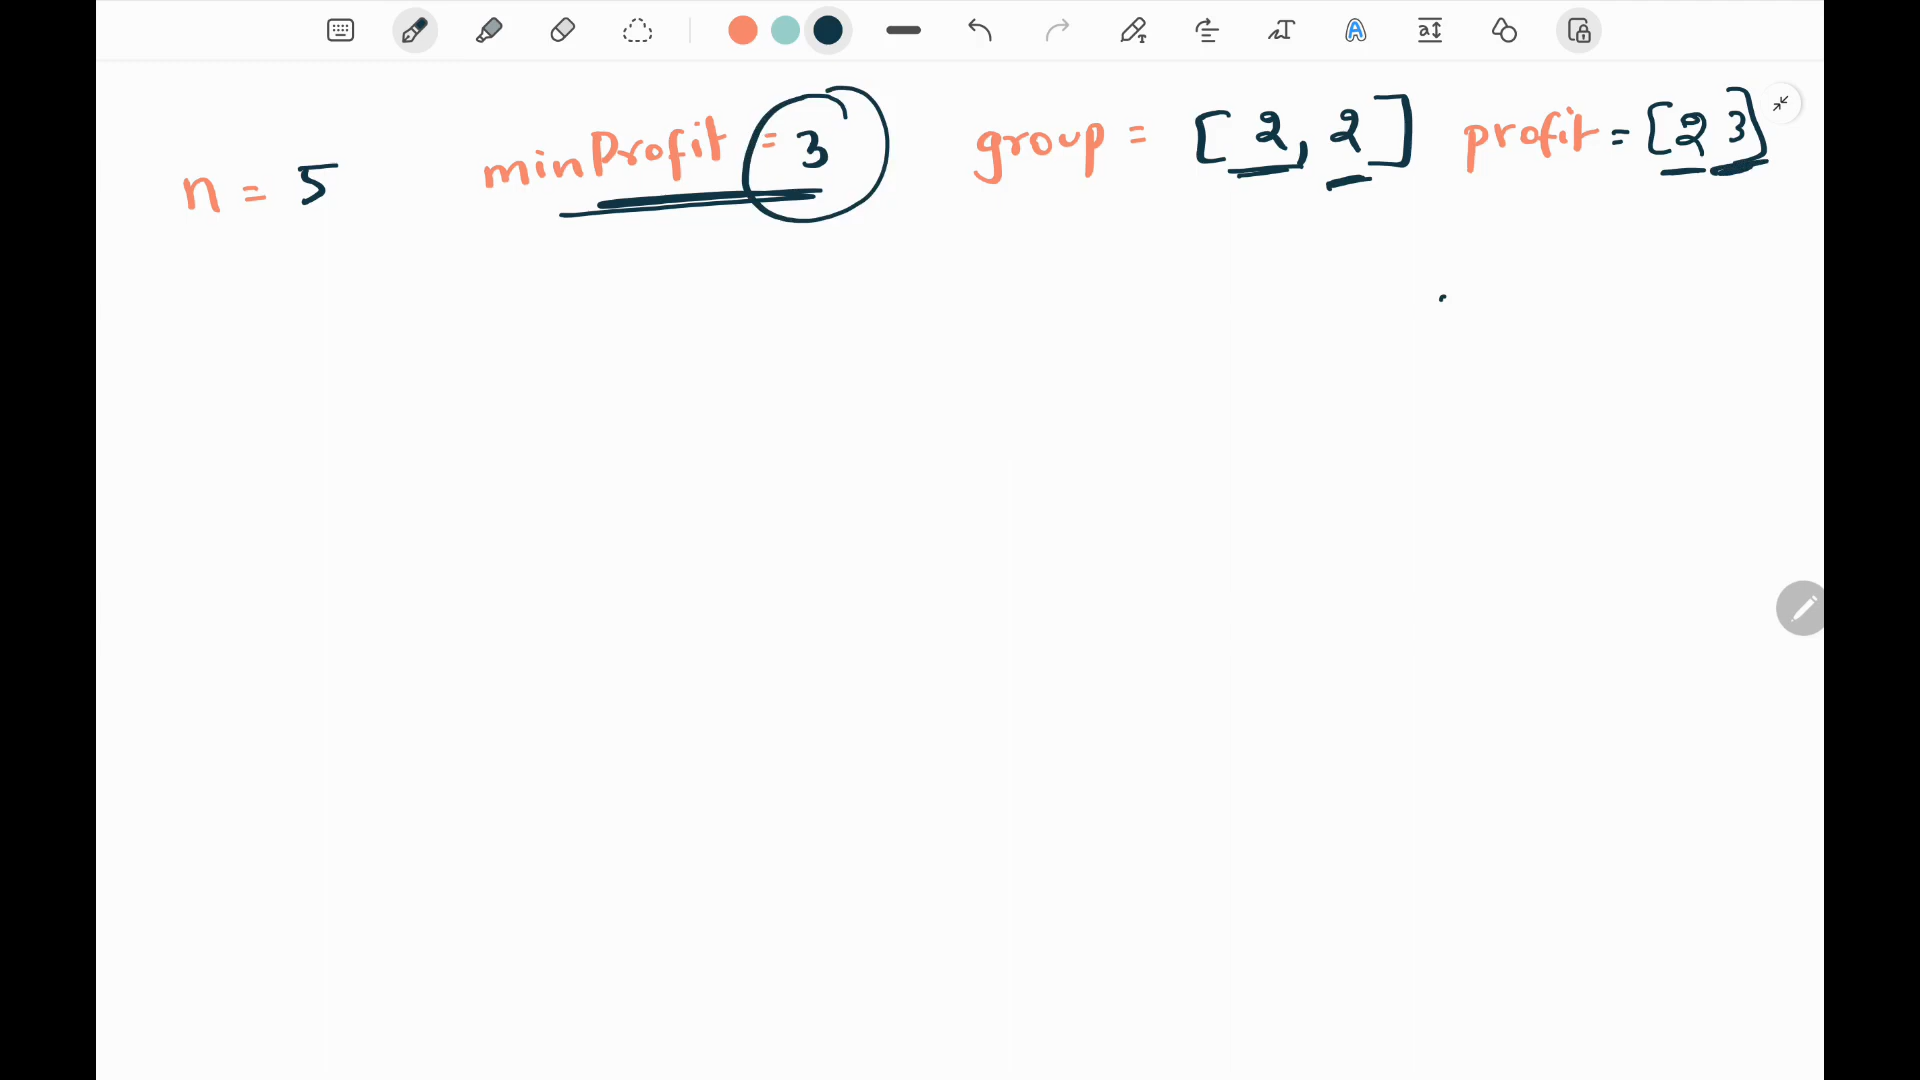 n = 5 minProfit = 3 group = [2, 2] profit = [2 3]